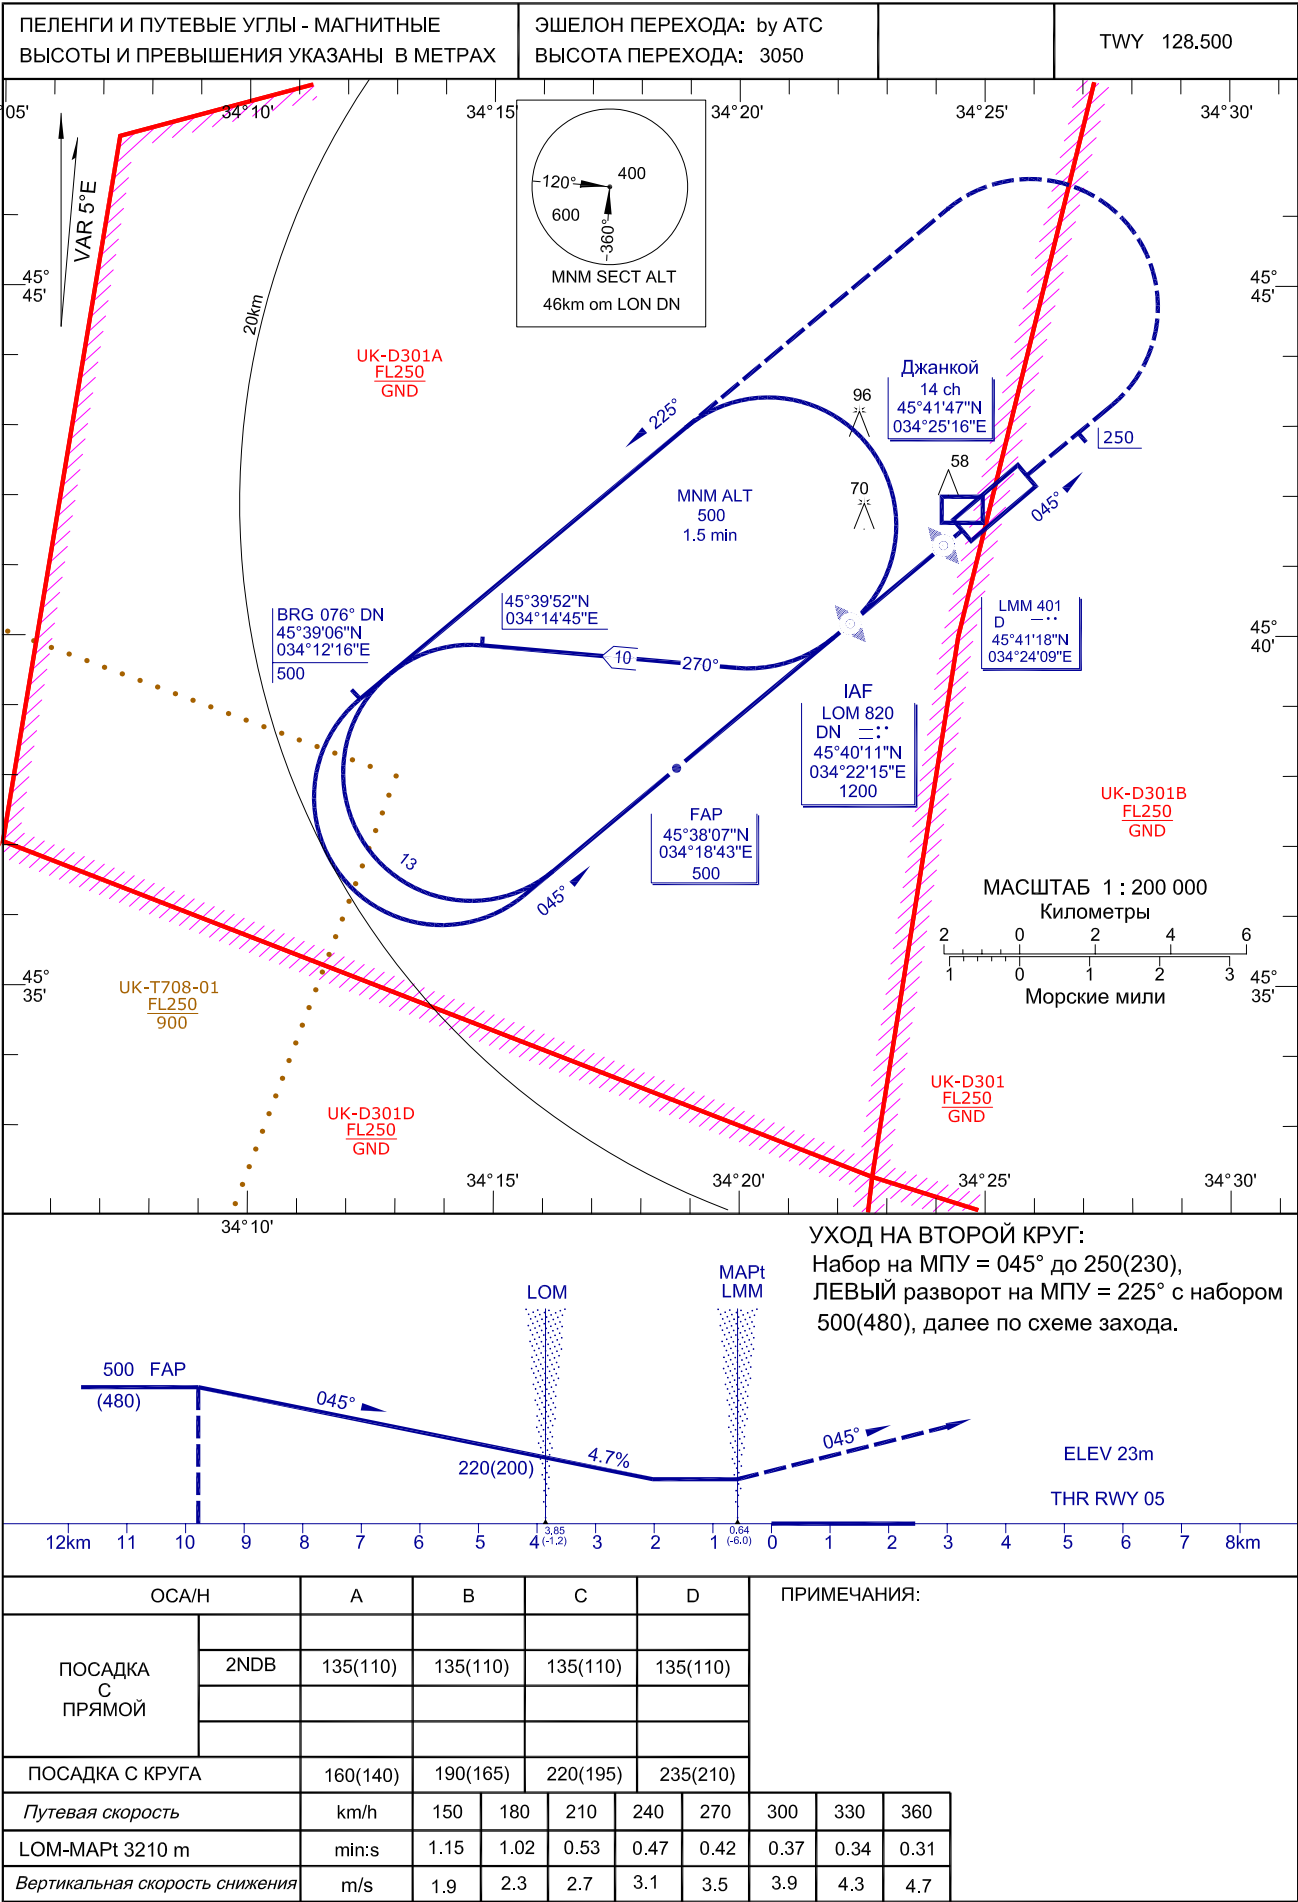 ПЕЛЕНГИ И ПУТЕВЫЕ УГЛЫ - МАГНИТНЫЕ
ВЫСОТЫ И ПРЕВЫШЕНИЯ УКАЗАНЫ В МЕТРАХ
ЭШЕЛОН ПЕРЕХОДА: by ATC
ВЫСОТА ПЕРЕХОДА: 3050
TWY 128.500
05'
34°10'
34°15'
34°20'
34°25'
34°30'
VAR 5°E
120°
400
600
360°
MNM SECT ALT
46km om LON DN
45°
45'
45°
45'
20km
UK-D301A
FL250
GND
225°
Джанкой
14 ch
45°41'47"N
034°25'16"E
96
250
58
70
045°
MNM ALT
500
1.5 min
BRG 076° DN
45°39'06"N
034°12'16"E
500
45°39'52"N
034°14'45"E
10
270°
LMM 401
D
45°41'18"N
034°24'09"E
45°
40'
IAF
LOM 820
DN
45°40'11"N
034°22'15"E
1200
FAP
45°38'07"N
034°18'43"E
500
13
045°
UK-D301B
FL250
GND
МАСШТАБ 1 : 200 000
Километры
2 0 2 4 6
1 0 1 2 3
Морские мили
45°
35'
45°
35'
UK-T708-01
FL250
900
UK-D301D
FL250
GND
UK-D301
FL250
GND
34°10'
34°15'
34°20'
34°25'
34°30'
УХОД НА ВТОРОЙ КРУГ:
Набор на МПУ = 045° до 250(230),
ЛЕВЫЙ разворот на МПУ = 225° с набором
500(480), далее по схеме захода.
LOM
MAPt
LMM
500 FAP
(480)
045°
220(200)
4.7%
045°
ELEV 23m
THR RWY 05
12km 11 10 9 8 7 6 5 4 3 2 1 0 1 2 3 4 5 6 7 8km
3,85
(-1,2)
0,64
(-6.0)
OCA/H A B C D
ПРИМЕЧАНИЯ:
ПОСАДКА
С
ПРЯМОЙ
2NDB 135(110) 135(110) 135(110) 135(110)
ПОСАДКА С КРУГА 160(140) 190(165) 220(195) 235(210)
Путевая скорость km/h 150 180 210 240 270 300 330 360
LOM-MAPt 3210 m min:s 1.15 1.02 0.53 0.47 0.42 0.37 0.34 0.31
Вертикальная скорость снижения m/s 1.9 2.3 2.7 3.1 3.5 3.9 4.3 4.7